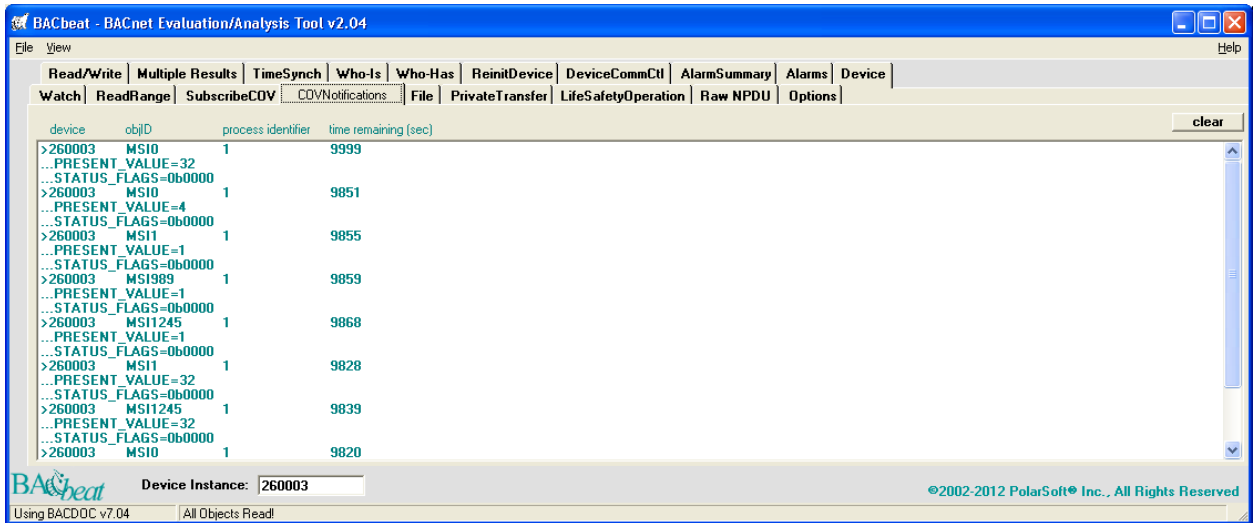 BACbeat - BACnet Evaluation/Analysis Tool v2.04
File View Help
Read/Write Multiple Results TimeSynch Who-Is Who-Has ReinitDevice DeviceCommCtl AlarmSummary Alarms Device
Watch ReadRange SubscribeCOV COVNotifications File PrivateTransfer LifeSafetyOperation Raw NPDU Options
clear
device objID process identifier time remaining (sec)
>260003 MSI0 1 9999
...PRESENT_VALUE=32
...STATUS_FLAGS=0b0000
>260003 MSI0 1 9851
...PRESENT_VALUE=4
...STATUS_FLAGS=0b0000
>260003 MSI1 1 9855
...PRESENT_VALUE=1
...STATUS_FLAGS=0b0000
>260003 MSI989 1 9859
...PRESENT_VALUE=1
...STATUS_FLAGS=0b0000
>260003 MSI1245 1 9868
...PRESENT_VALUE=1
...STATUS_FLAGS=0b0000
>260003 MSI1 1 9828
...PRESENT_VALUE=32
...STATUS_FLAGS=0b0000
>260003 MSI1245 1 9839
...PRESENT_VALUE=32
...STATUS_FLAGS=0b0000
>260003 MSI0 1 9820
BACbeat Device Instance: 260003
©2002-2012 PolarSoft® Inc., All Rights Reserved
Using BACDOC v7.04 All Objects Read!